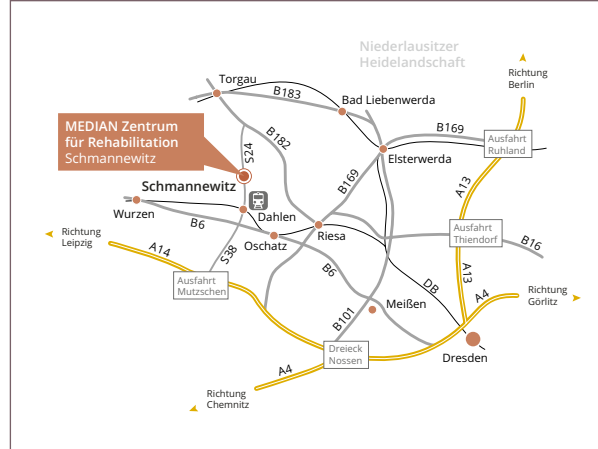 Niederlausitzer
Heidelandschaft
Richtung
Berlin
Torgau
B183
Bad Liebenwerda
MEDIAN Zentrum
für Rehabilitation
Schmannewitz
B182
S24
B169
Ausfahrt
Ruhland
Elsterwerda
B169
A13
Schmannewitz
Wurzen
Dahlen
B6
Oschatz
Riesa
Ausfahrt
Thiendorf
B16
Richtung
Leipzig
A14
S38
B6
A13
DB
Ausfahrt
Mutzschen
A4
Richtung
Görlitz
Meißen
B101
Dreieck
Nossen
Dresden
A4
Richtung
Chemnitz